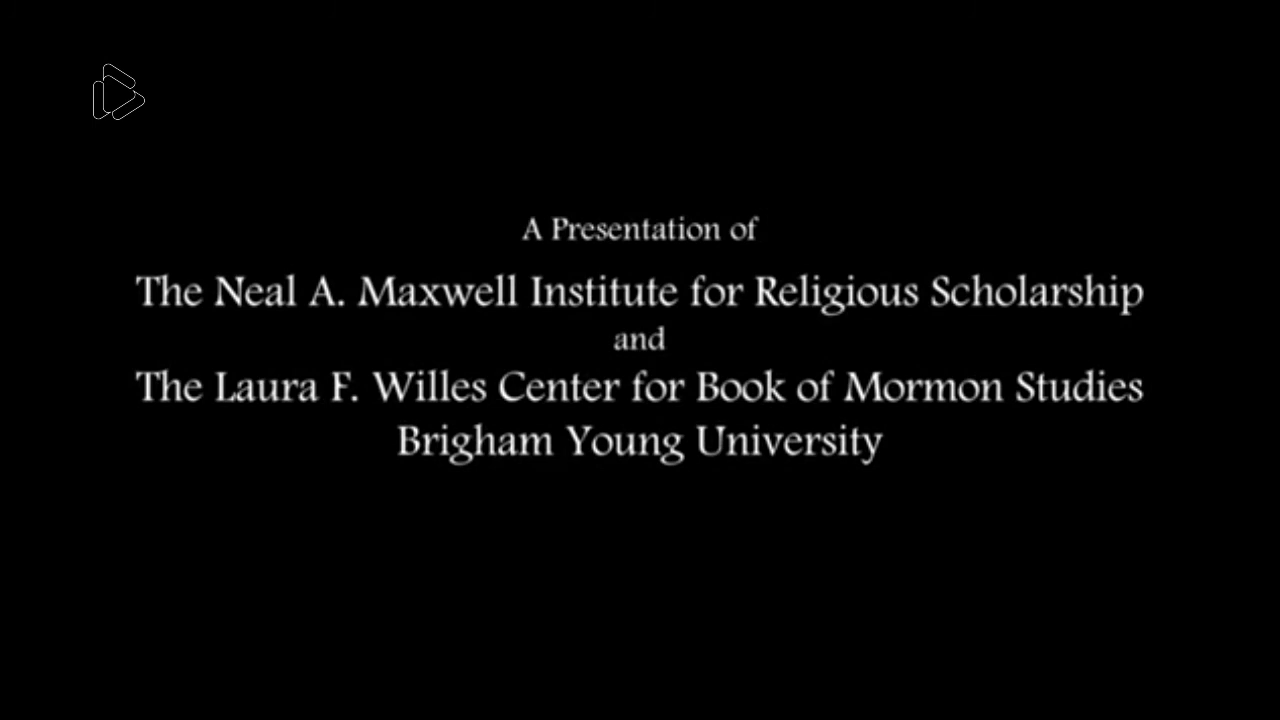 A Presentation of
The Neal A. Maxwell Institute for Religious Scholarship
and
The Laura F. Willes Center for Book of Mormon Studies
Brigham Young University